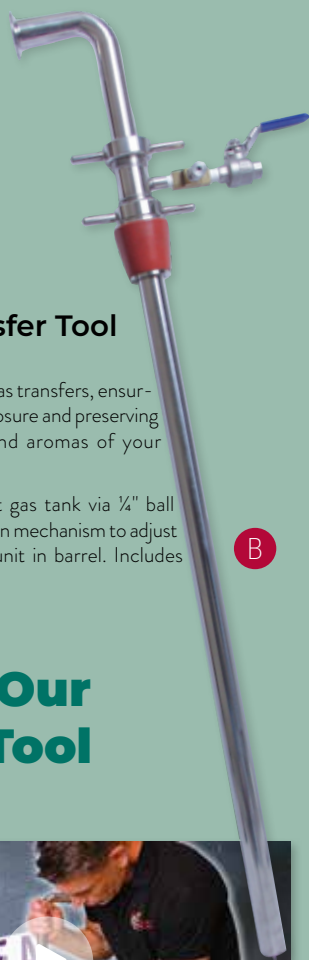 sfer Tool
as transfers, ensur-
osure and preserving
nd aromas of your
gas tank via ¼" ball
n mechanism to adjust
unit in barrel. Includes
B
Our
Tool